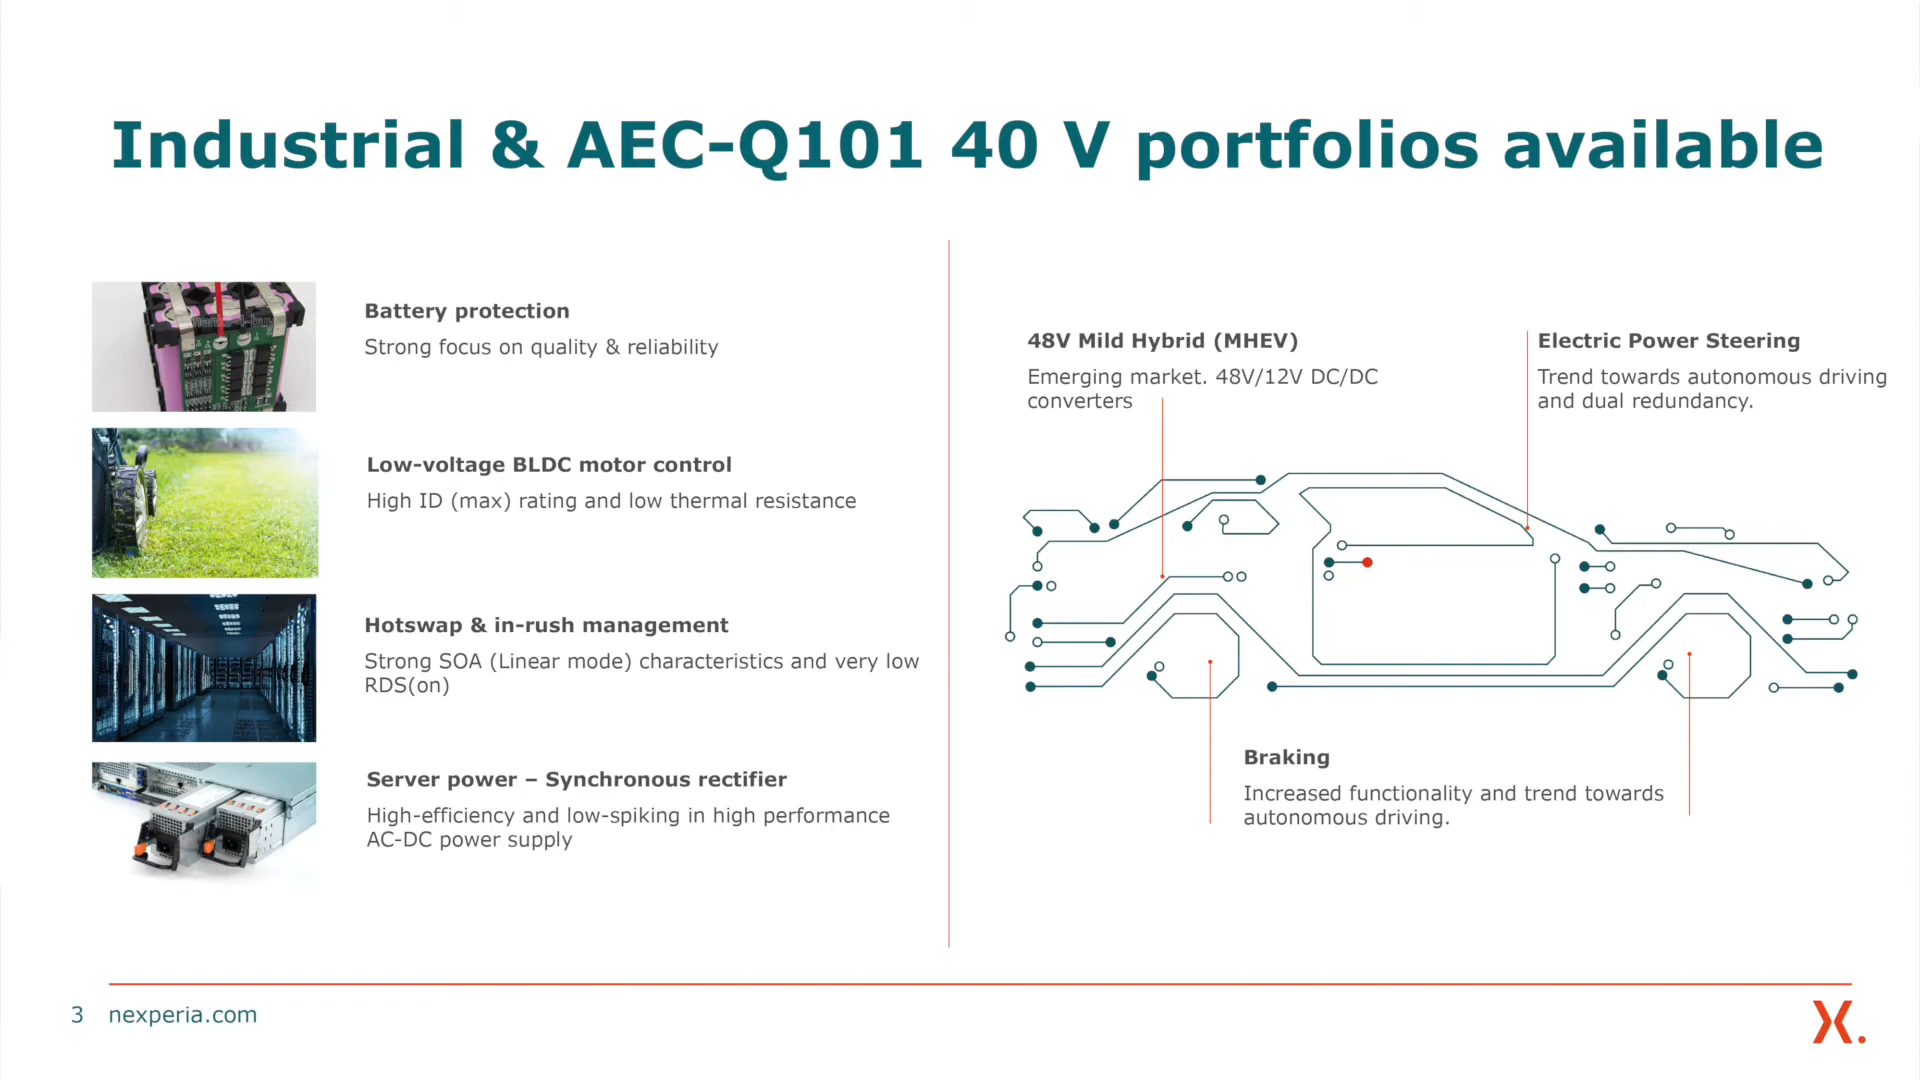 Industrial & AEC-Q101 40 V portfolios available
Battery protection
Strong focus on quality & reliability
Low-voltage BLDC motor control
High ID (max) rating and low thermal resistance
Hotswap & in-rush management
Strong SOA (Linear mode) characteristics and very low
RDS(on)
Server power – Synchronous rectifier
High-efficiency and low-spiking in high performance
AC-DC power supply
48V Mild Hybrid (MHEV)
Emerging market. 48V/12V DC/DC
converters
Electric Power Steering
Trend towards autonomous driving
and dual redundancy.
Braking
Increased functionality and trend towards
autonomous driving.
3 nexperia.com